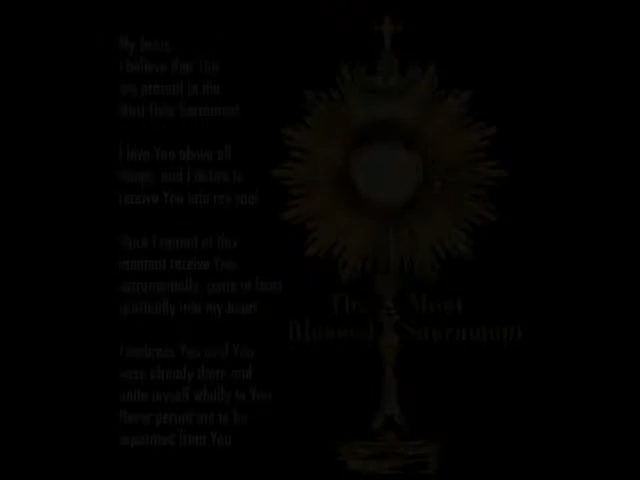 My Jesus,
I believe that You
are present in the
Most Holy Sacrament.
I love You above all
things, and I desire to
receive You into my soul.
Since I cannot at this
moment receive You
sacramentally, come at least
spiritually into my heart.
I embrace You as if You
were already there and
unite myself wholly to You.
Never permit me to be
separated from You.
The Most
Blessed Sacrament